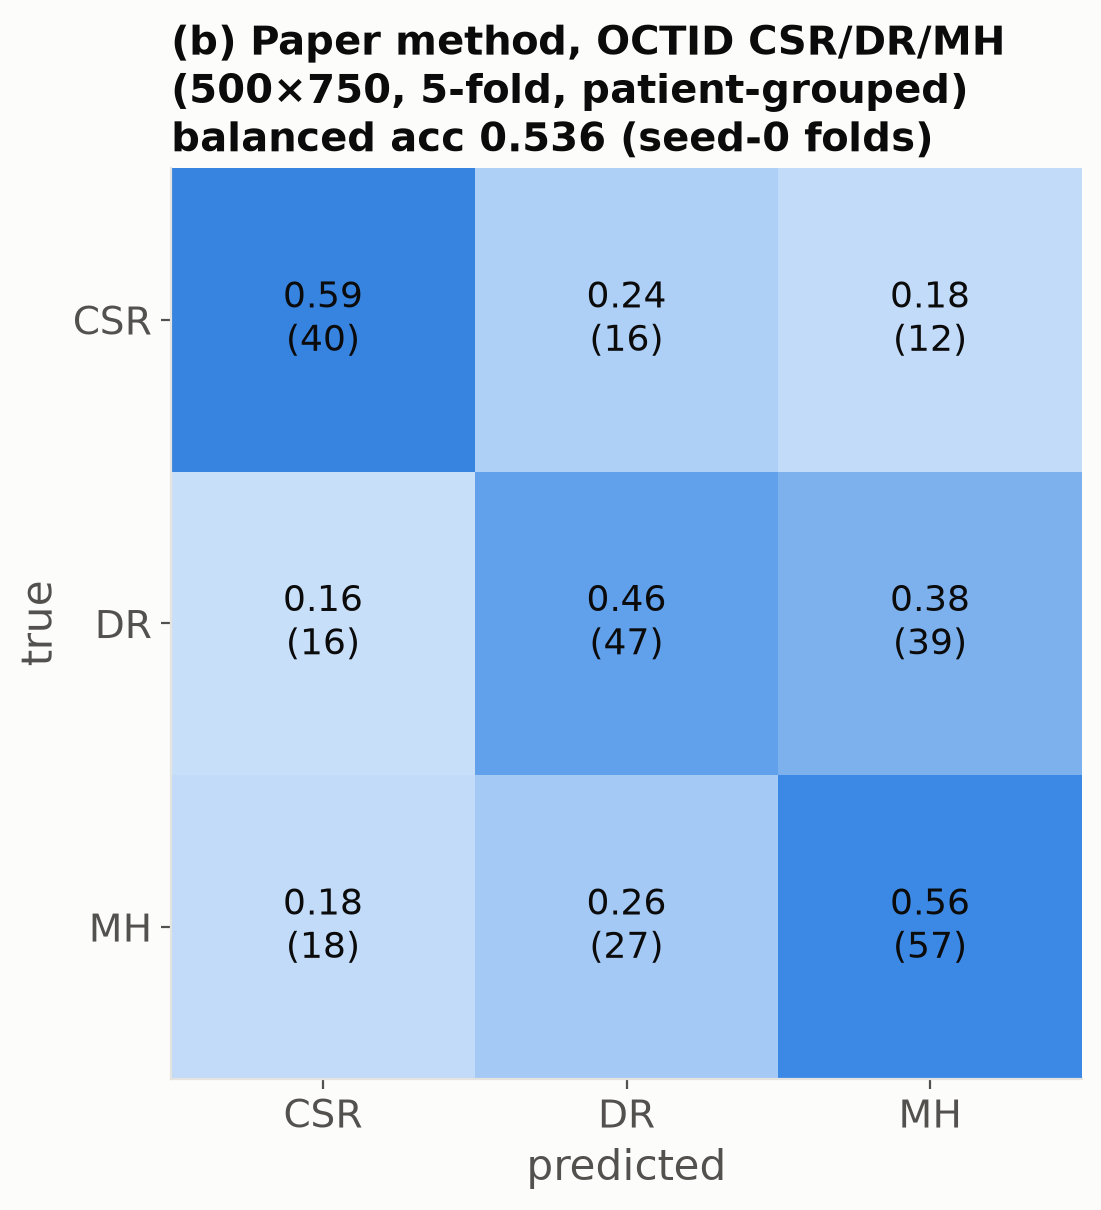 (b) Paper method, OCTID CSR/DR/MH
(500×750, 5-fold, patient-grouped)
balanced acc 0.536 (seed-0 folds)
CSR
0.59
(40)
0.24
(16)
0.18
(12)
DR
0.16
(16)
0.46
(47)
0.38
(39)
MH
0.18
(18)
0.26
(27)
0.56
(57)
true
CSR
DR
MH
predicted